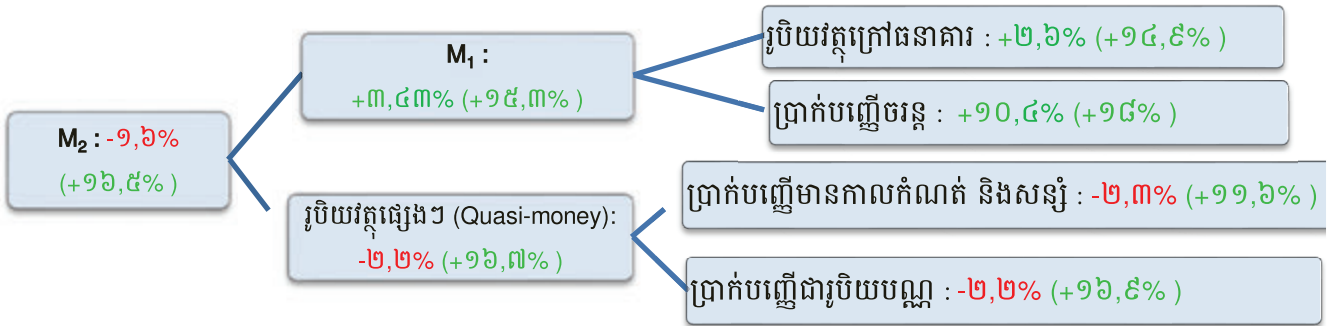 M₂ : -១,៦%
(+១៦,៥% )
M₁ :
+៣,៤៣% (+១៥,៣% )
រូបិយវត្ថុផ្សេងៗ (Quasi-money):
-២,២% (+១៦,៧% )
រូបិយវត្ថុក្រៅធនាគារ : +២,៦% (+១៤,៩% )
ប្រាក់បញ្ញើចរន្ត : +១០,៤% (+១៨% )
ប្រាក់បញ្ញើមានកាលកំណត់ និងសន្សំ : -២,៣% (+១១,៦% )
ប្រាក់បញ្ញើជារូបិយបណ្ណ : -២,២% (+១៦,៩% )